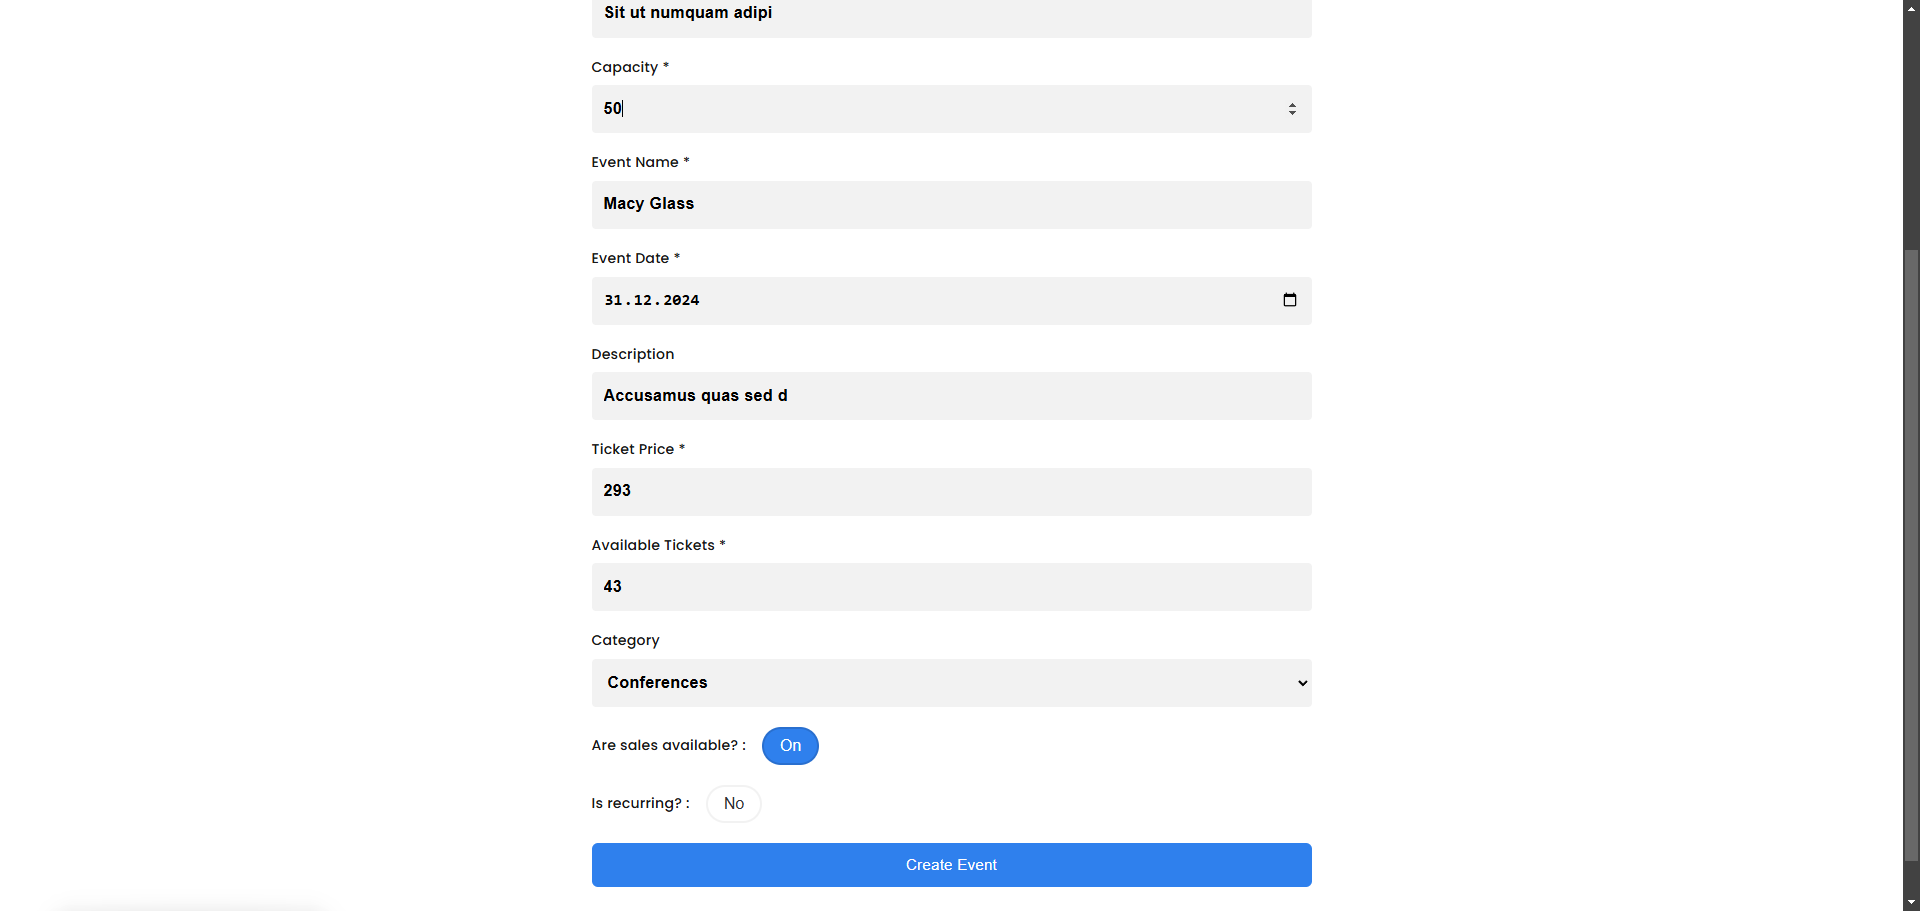 Sit ut numquam adipi
Capacity *
50
Event Name *
Macy Glass
Event Date *
31.12.2024
Description
Accusamus quas sed d
Ticket Price *
293
Available Tickets *
43
Category
Conferences
Are sales available? : On
Is recurring? : No
Create Event